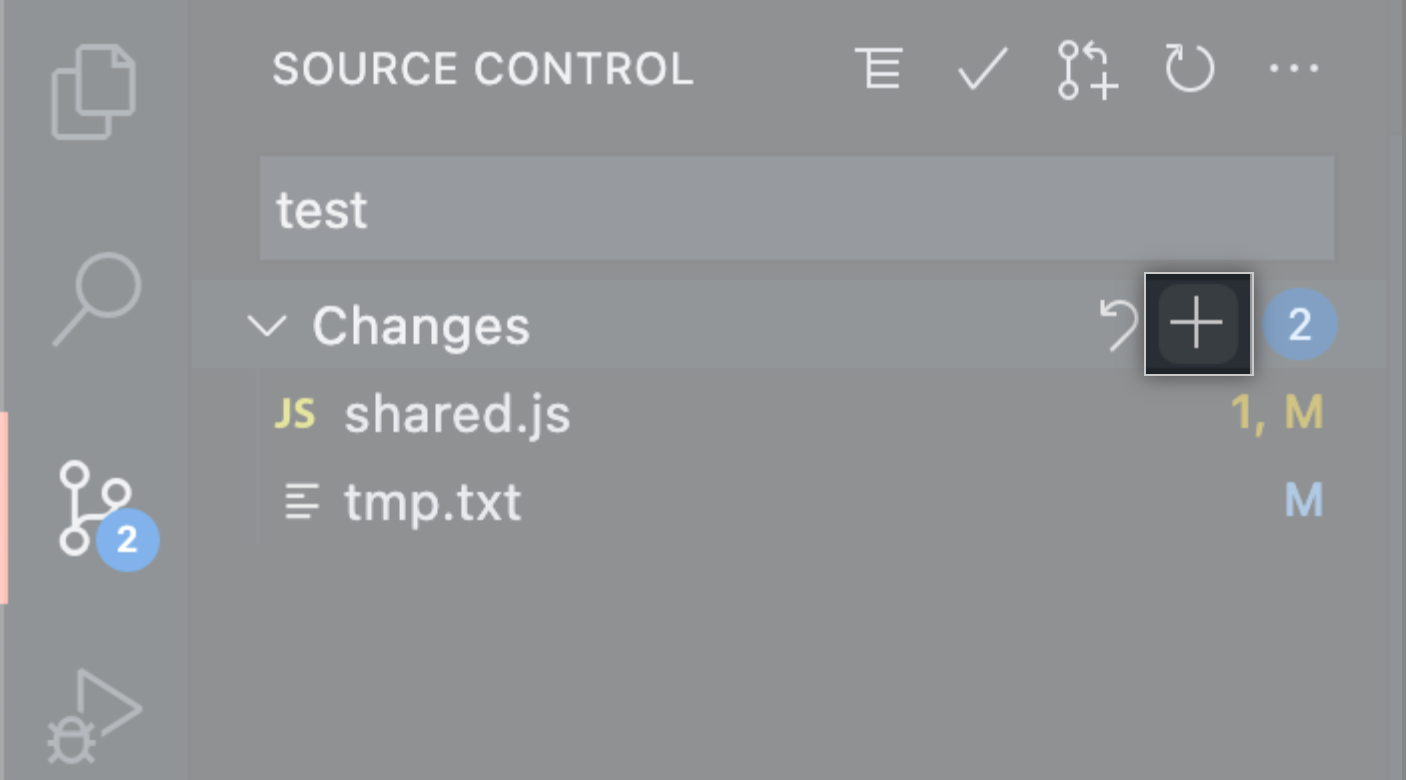 SOURCE CONTROL
test
Changes 2
JS shared.js 1, M
tmp.txt M
2